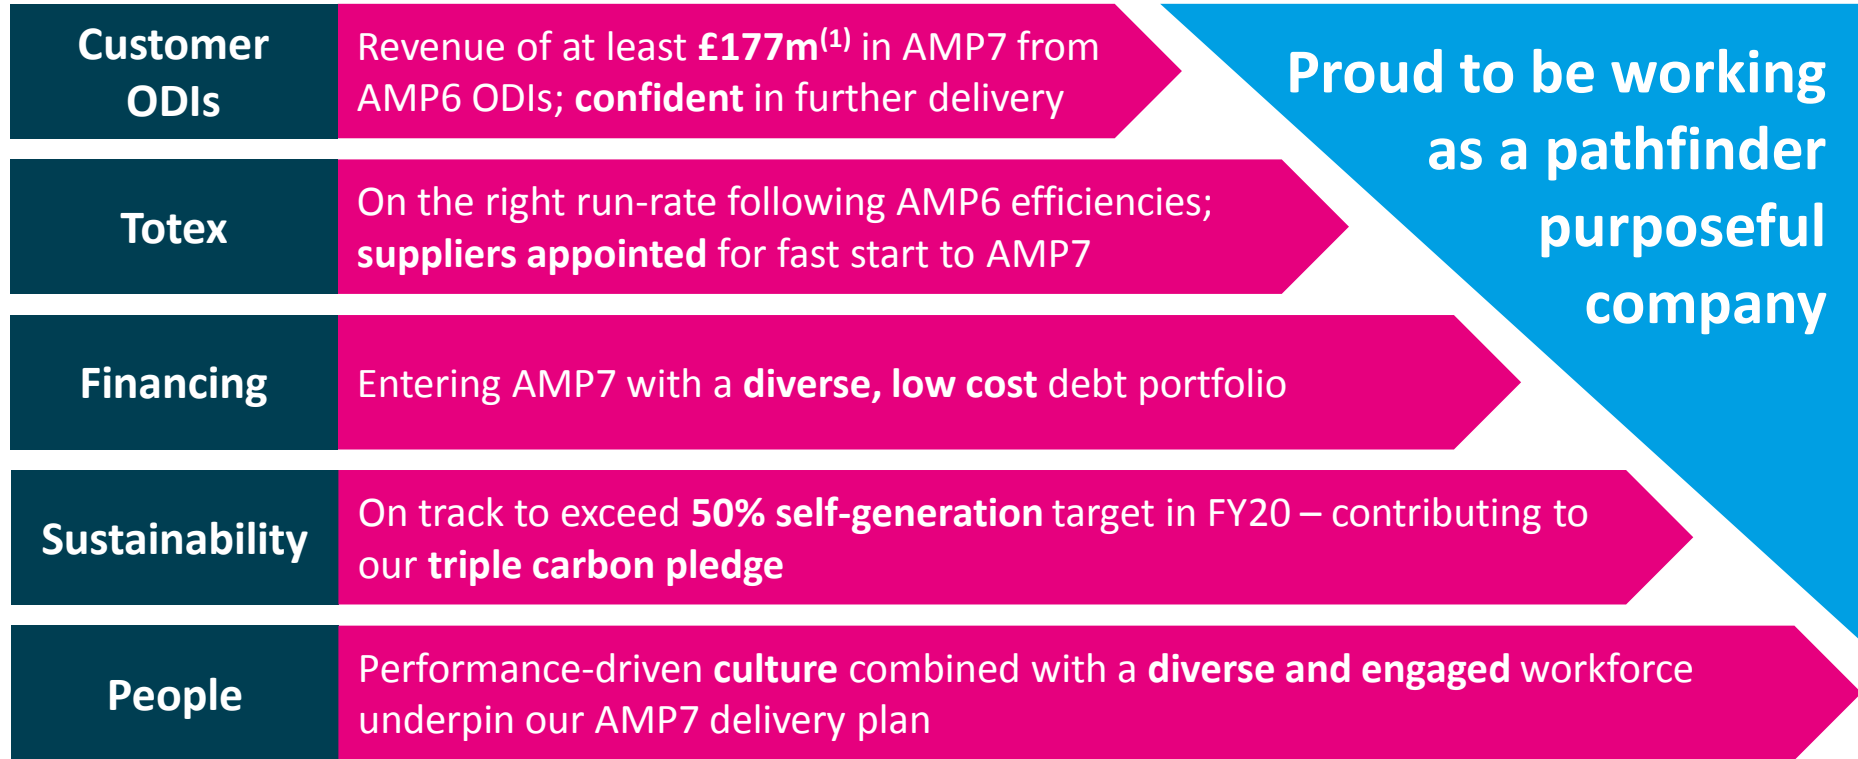 Customer
ODIs
Revenue of at least £177m(1) in AMP7 from
AMP6 ODIs; confident in further delivery
Proud to be working
as a pathfinder
purposeful
company
Totex
On the right run-rate following AMP6 efficiencies;
suppliers appointed for fast start to AMP7
Financing
Entering AMP7 with a diverse, low cost debt portfolio
Sustainability
On track to exceed 50% self-generation target in FY20 – contributing to
our triple carbon pledge
People
Performance-driven culture combined with a diverse and engaged workforce
underpin our AMP7 delivery plan